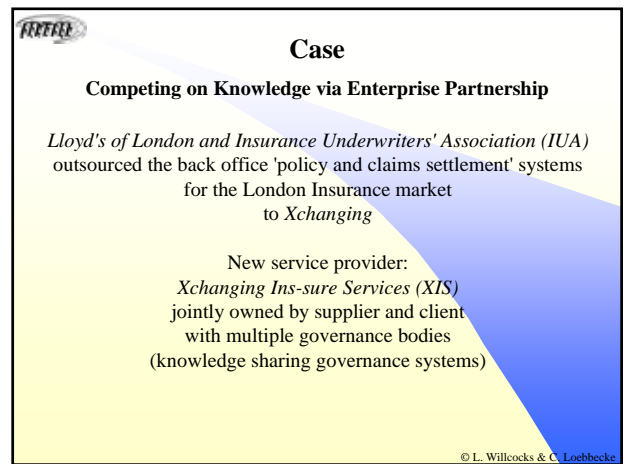 Case
Competing on Knowledge via Enterprise Partnership
Lloyd's of London and Insurance Underwriters' Association (IUA)
outsourced the back office 'policy and claims settlement' systems
for the London Insurance market
to Xchanging
New service provider:
Xchanging Ins-sure Services (XIS)
jointly owned by supplier and client
with multiple governance bodies
(knowledge sharing governance systems)
© L. Willcocks & C. Loebbecke